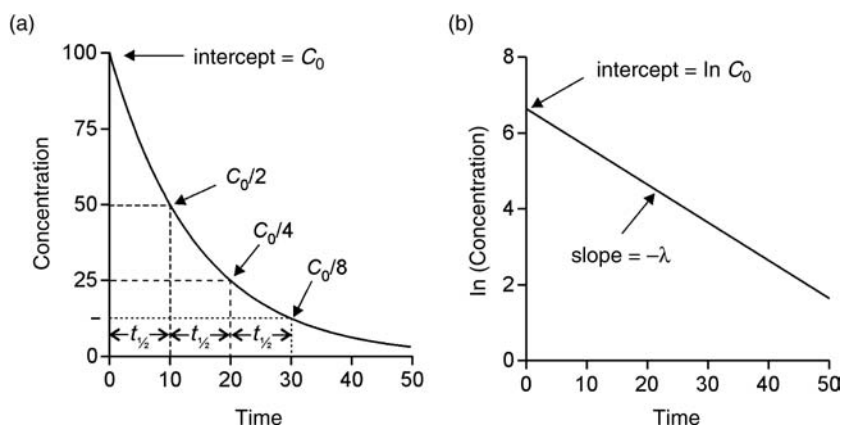 (a)
100
75
50
25
0
Concentration
intercept = C₀
C₀/2
C₀/4
C₀/8
t½ t½ t½
0 10 20 30 40 50
Time
(b)
8
6
4
2
0
ln (Concentration)
intercept = ln C₀
slope = –λ
0 10 20 30 40 50
Time